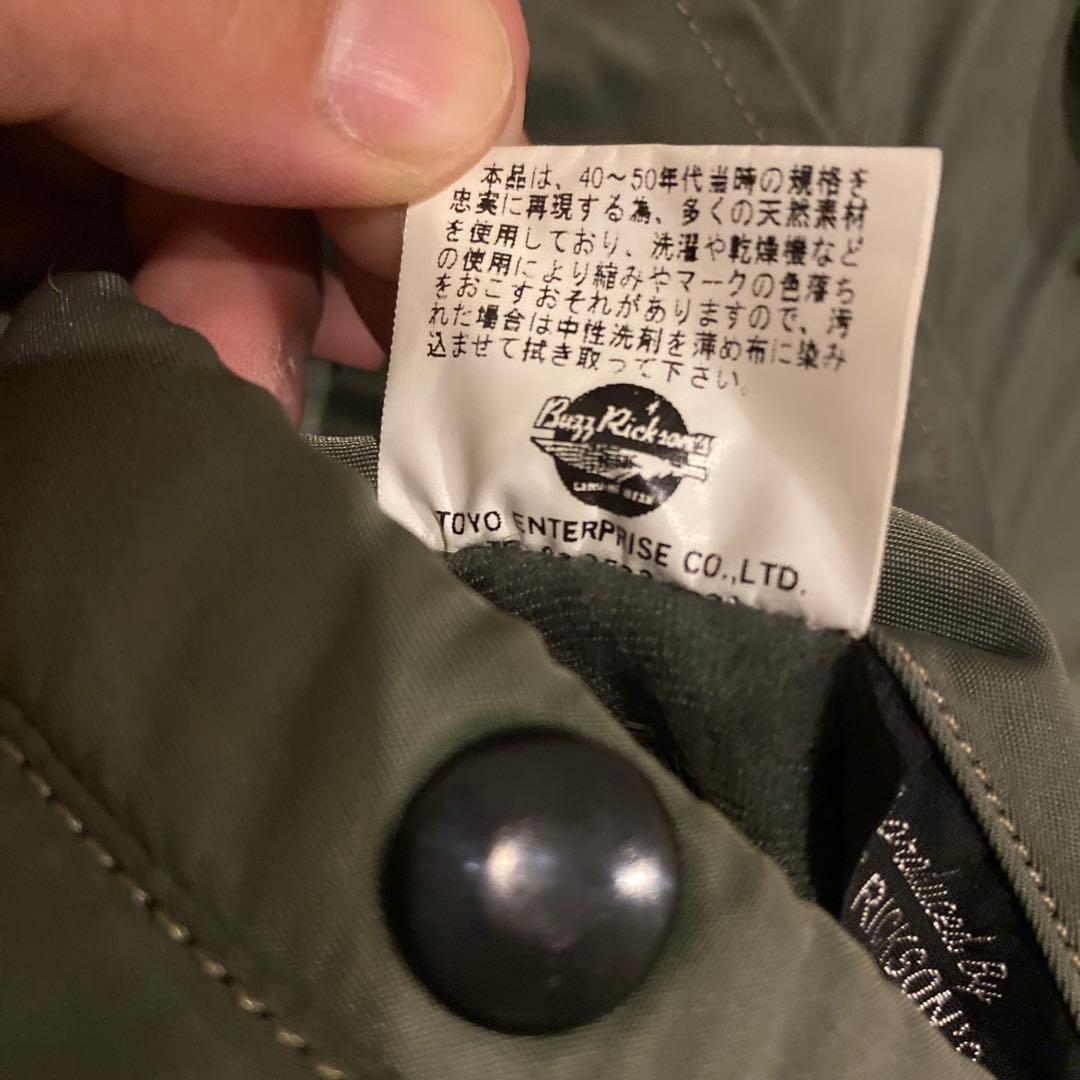 本品は、40～50年代当時の規格を
忠実に再現する為、多くの天然素材
を使用しており、洗濯や乾燥機など
の使用により縮みやマークの色落ち
をおこすおそれがありますので、汚
れた場合は中性洗剤を薄め布に染み
込ませて拭き取って下さい。
Buzz Rickson's
GENUINE GEAR
TOYO ENTERPRISE CO.,LTD.
produced By
RICKSON's